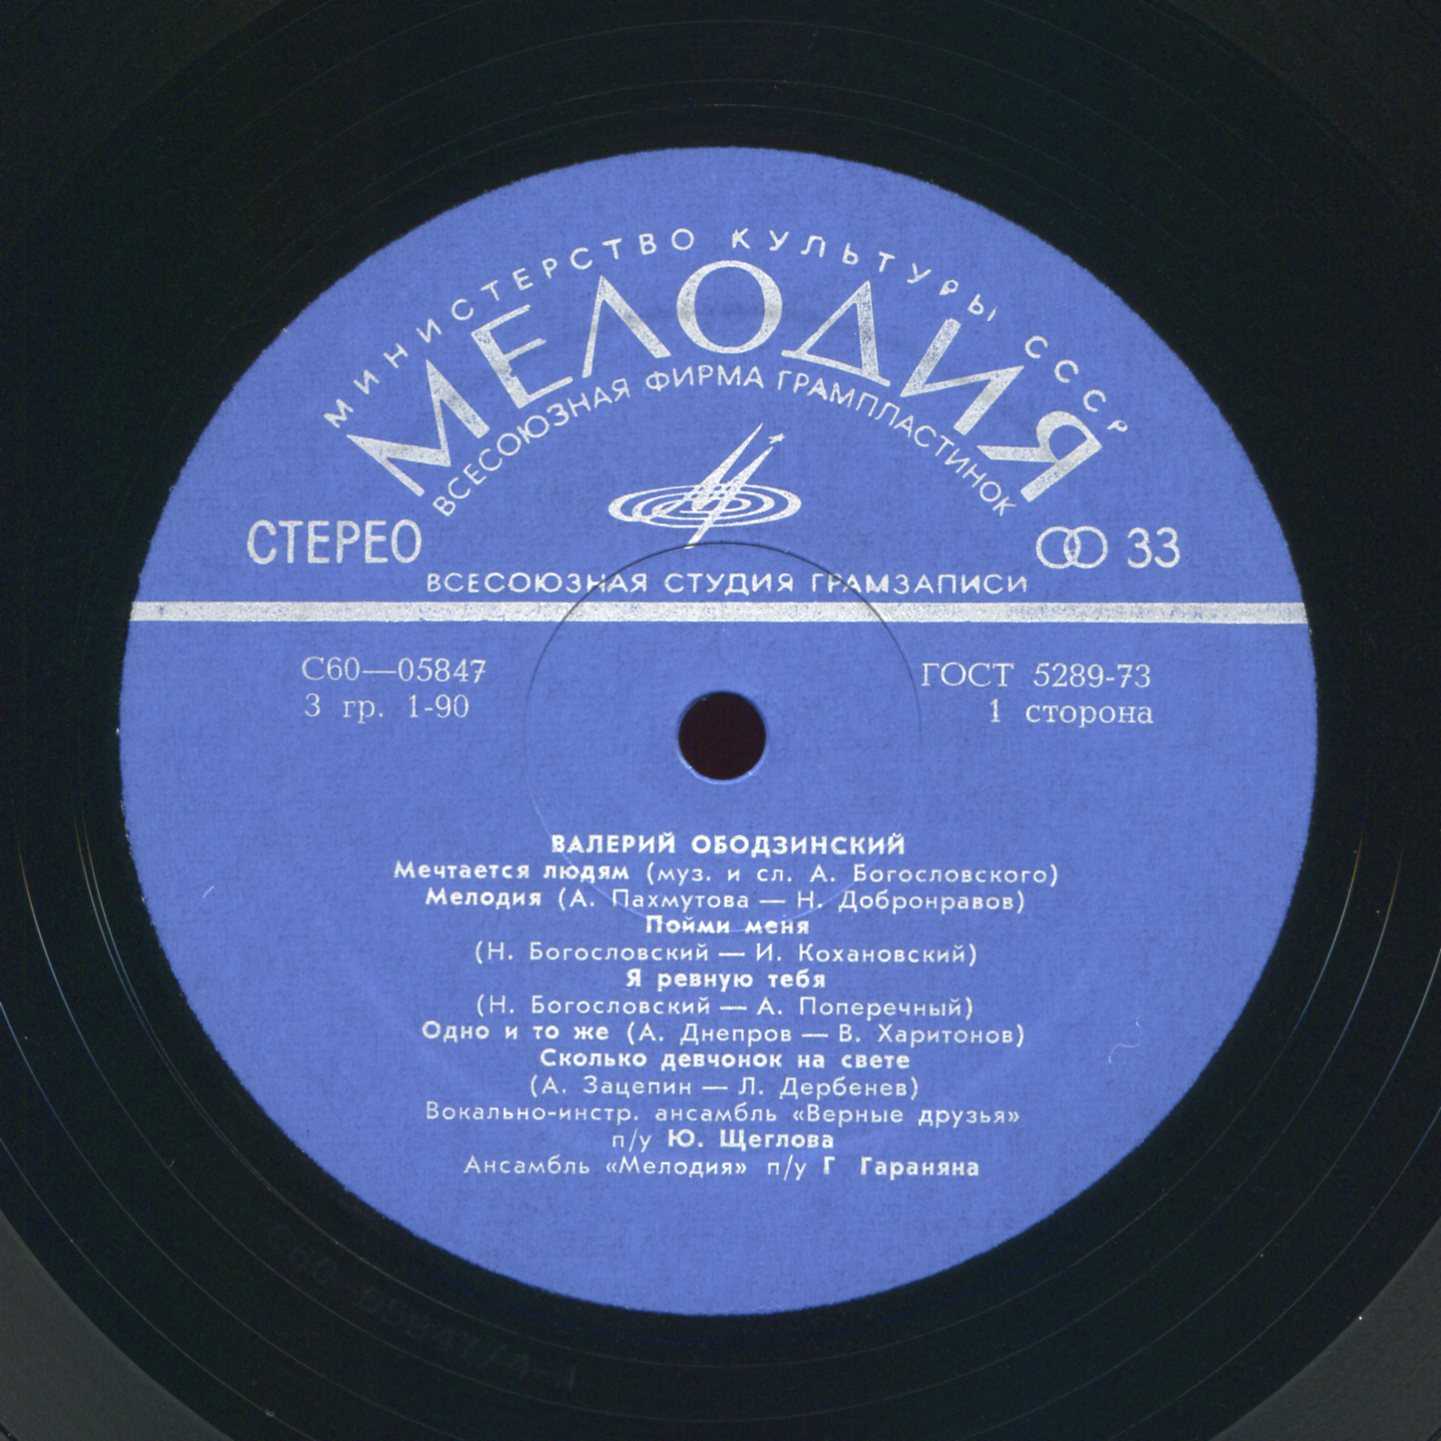 МИНИСТЕРСТВО КУЛЬТУРЫ СССР
МЕЛОДИЯ
ВСЕСОЮЗНАЯ ФИРМА ГРАМПЛАСТИНОК
СТЕРЕО
33
ВСЕСОЮЗНАЯ СТУДИЯ ГРАМЗАПИСИ
С60—05847
ГОСТ 5289-73
3 гр. 1-90
1 сторона
ВАЛЕРИЙ ОБОДЗИНСКИЙ
Мечтается людям (муз. и сл. А. Богословского)
Мелодия (А. Пахмутова — Н. Добронравов)
Пойми меня
(Н. Богословский — И. Кохановский)
Я ревную тебя
(Н. Богословский — А. Поперечный)
Одно и то же (А. Днепров — В. Харитонов)
Сколько девчонок на свете
(А. Зацепин — Л. Дербенев)
Вокально-инстр. ансамбль «Верные друзья»
п/у Ю. Щеглова
Ансамбль «Мелодия» п/у Г Гараняна